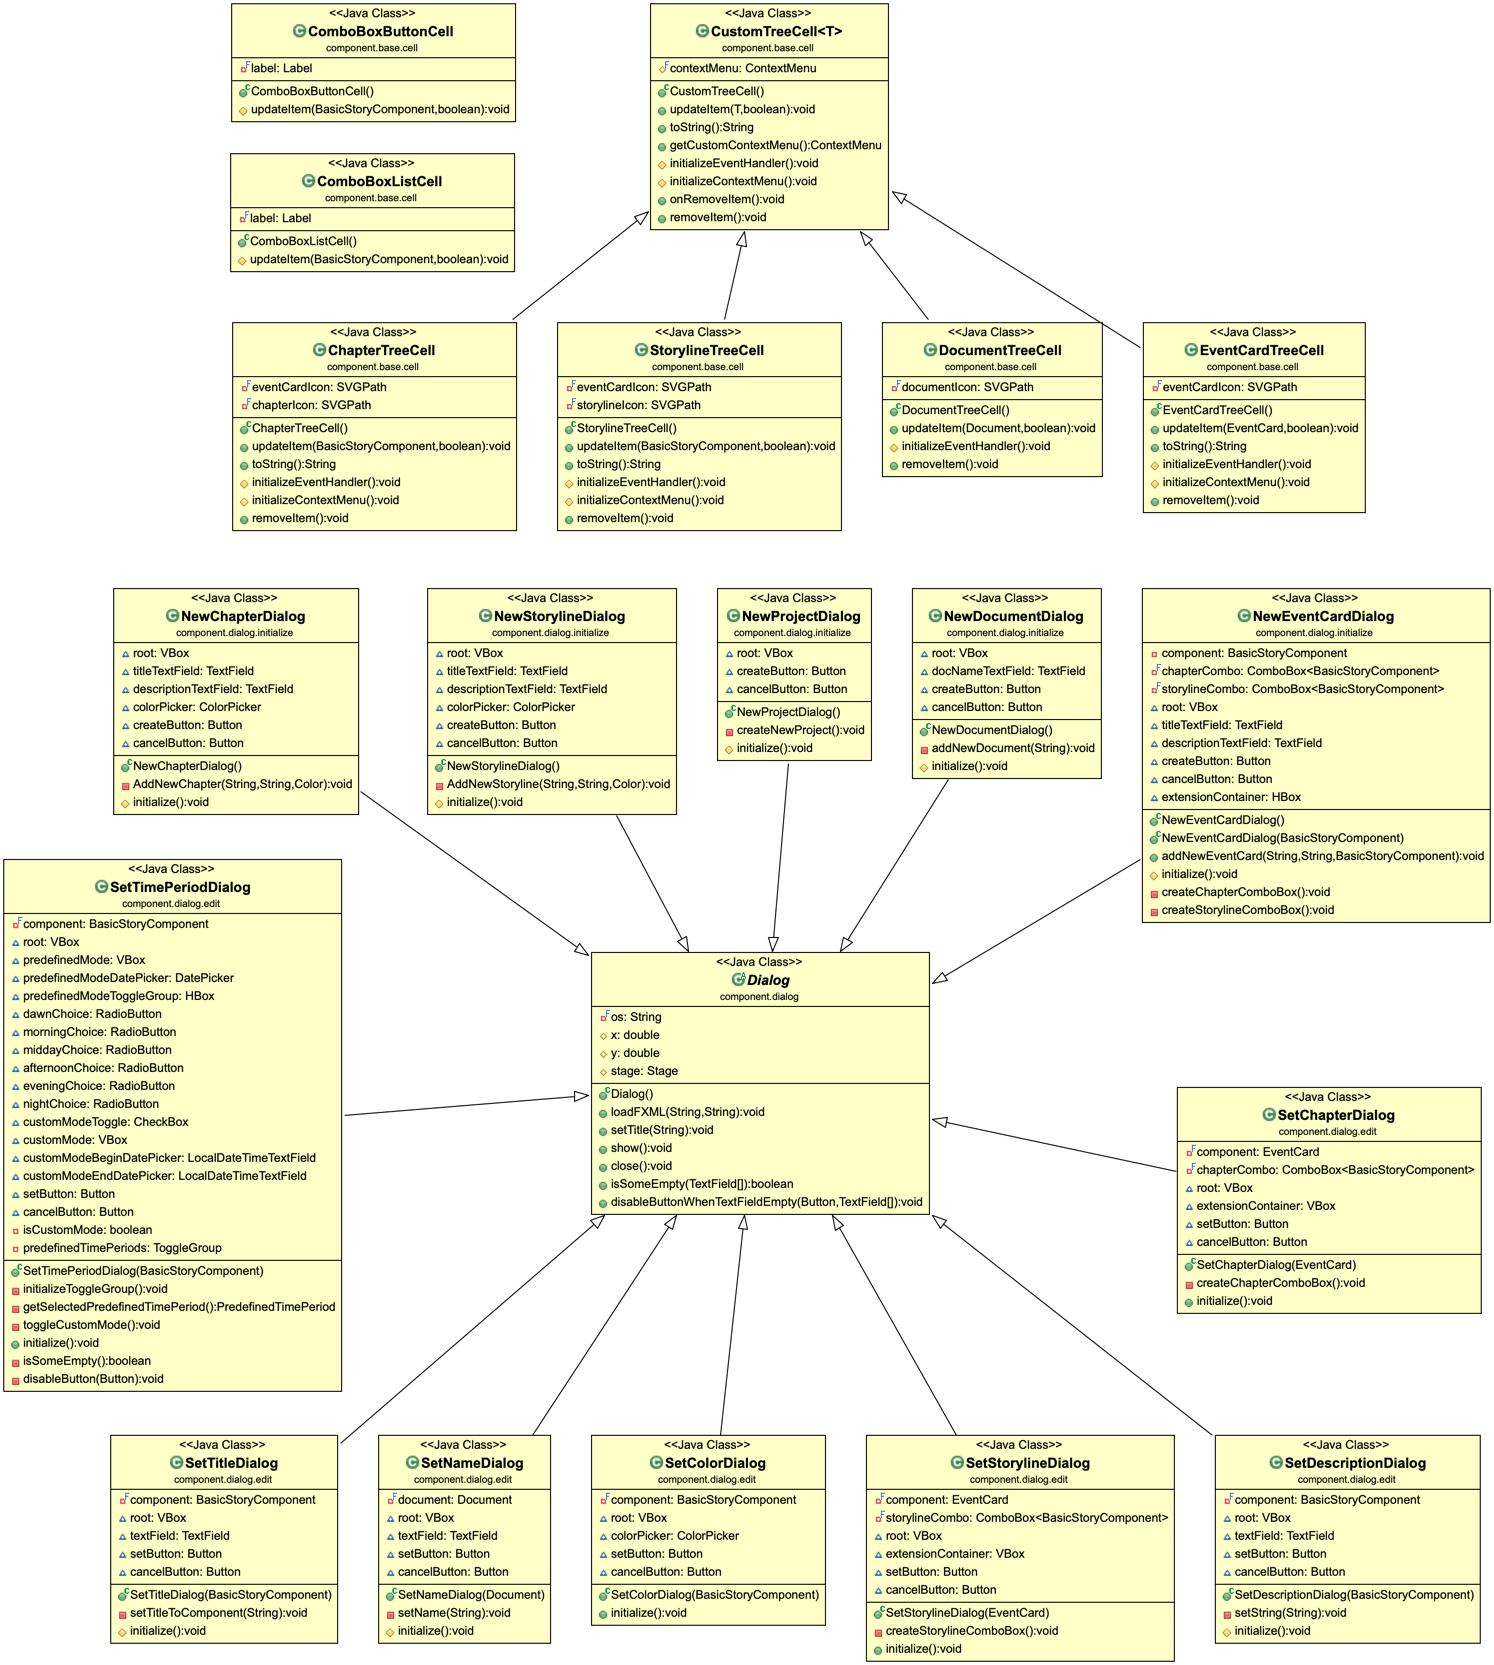 <<Java Class>>
ComboBoxButtonCell
component.base.cell
label: Label
ComboBoxButtonCell()
updateItem(BasicStoryComponent,boolean):void
<<Java Class>>
CustomTreeCell<T>
component.base.cell
contextMenu: ContextMenu
CustomTreeCell()
updateItem(T,boolean):void
toString():String
getCustomContextMenu():ContextMenu
initializeEventHandler():void
initializeContextMenu():void
onRemoveItem():void
removeItem():void
<<Java Class>>
ComboBoxListCell
component.base.cell
label: Label
ComboBoxListCell()
updateItem(BasicStoryComponent,boolean):void
<<Java Class>>
ChapterTreeCell
component.base.cell
eventCardIcon: SVGPath
chapterIcon: SVGPath
ChapterTreeCell()
updateItem(BasicStoryComponent,boolean):void
toString():String
initializeEventHandler():void
initializeContextMenu():void
removeItem():void
<<Java Class>>
StorylineTreeCell
component.base.cell
eventCardIcon: SVGPath
storylineIcon: SVGPath
StorylineTreeCell()
updateItem(BasicStoryComponent,boolean):void
toString():String
initializeEventHandler():void
initializeContextMenu():void
removeItem():void
<<Java Class>>
DocumentTreeCell
component.base.cell
documentIcon: SVGPath
DocumentTreeCell()
updateItem(Document,boolean):void
initializeEventHandler():void
removeItem():void
<<Java Class>>
EventCardTreeCell
component.base.cell
eventCardIcon: SVGPath
EventCardTreeCell()
updateItem(EventCard,boolean):void
toString():String
initializeEventHandler():void
initializeContextMenu():void
removeItem():void
<<Java Class>>
NewChapterDialog
component.dialog.initialize
root: VBox
titleTextField: TextField
descriptionTextField: TextField
colorPicker: ColorPicker
createButton: Button
cancelButton: Button
NewChapterDialog()
AddNewChapter(String,String,Color):void
initialize():void
<<Java Class>>
NewStorylineDialog
component.dialog.initialize
root: VBox
titleTextField: TextField
descriptionTextField: TextField
colorPicker: ColorPicker
createButton: Button
cancelButton: Button
NewStorylineDialog()
AddNewStoryline(String,String,Color):void
initialize():void
<<Java Class>>
NewProjectDialog
component.dialog.initialize
root: VBox
createButton: Button
cancelButton: Button
NewProjectDialog()
createNewProject():void
initialize():void
<<Java Class>>
NewDocumentDialog
component.dialog.initialize
root: VBox
docNameTextField: TextField
createButton: Button
cancelButton: Button
NewDocumentDialog()
addNewDocument(String):void
initialize():void
<<Java Class>>
NewEventCardDialog
component.dialog.initialize
component: BasicStoryComponent
chapterCombo: ComboBox<BasicStoryComponent>
storylineCombo: ComboBox<BasicStoryComponent>
root: VBox
titleTextField: TextField
descriptionTextField: TextField
createButton: Button
cancelButton: Button
extensionContainer: HBox
NewEventCardDialog()
NewEventCardDialog(BasicStoryComponent)
addNewEventCard(String,String,BasicStoryComponent):void
initialize():void
createChapterComboBox():void
createStorylineComboBox():void
<<Java Class>>
SetTimePeriodDialog
component.dialog.edit
component: BasicStoryComponent
root: VBox
predefinedMode: VBox
predefinedModeDatePicker: DatePicker
predefinedModeToggleGroup: HBox
dawnChoice: RadioButton
morningChoice: RadioButton
middayChoice: RadioButton
afternoonChoice: RadioButton
eveningChoice: RadioButton
nightChoice: RadioButton
customModeToggle: CheckBox
customMode: VBox
customModeBeginDatePicker: LocalDateTimeTextField
customModeEndDatePicker: LocalDateTimeTextField
setButton: Button
cancelButton: Button
isCustomMode: boolean
predefinedTimePeriods: ToggleGroup
SetTimePeriodDialog(BasicStoryComponent)
initializeToggleGroup():void
getSelectedPredefinedTimePeriod():PredefinedTimePeriod
toggleCustomMode():void
initialize():void
isSomeEmpty():boolean
disableButton(Button):void
<<Java Class>>
Dialog
component.dialog
os: String
x: double
y: double
stage: Stage
Dialog()
loadFXML(String,String):void
setTitle(String):void
show():void
close():void
isSomeEmpty(TextField[]):boolean
disableButtonWhenTextFieldEmpty(Button,TextField[]):void
<<Java Class>>
SetChapterDialog
component.dialog.edit
component: EventCard
chapterCombo: ComboBox<BasicStoryComponent>
root: VBox
extensionContainer: VBox
setButton: Button
cancelButton: Button
SetChapterDialog(EventCard)
createChapterComboBox():void
initialize():void
<<Java Class>>
SetTitleDialog
component.dialog.edit
component: BasicStoryComponent
root: VBox
textField: TextField
setButton: Button
cancelButton: Button
SetTitleDialog(BasicStoryComponent)
setTitleToComponent(String):void
initialize():void
<<Java Class>>
SetNameDialog
component.dialog.edit
document: Document
root: VBox
textField: TextField
setButton: Button
cancelButton: Button
SetNameDialog(Document)
setName(String):void
initialize():void
<<Java Class>>
SetColorDialog
component.dialog.edit
component: BasicStoryComponent
root: VBox
colorPicker: ColorPicker
setButton: Button
cancelButton: Button
SetColorDialog(BasicStoryComponent)
initialize():void
<<Java Class>>
SetStorylineDialog
component.dialog.edit
component: EventCard
storylineCombo: ComboBox<BasicStoryComponent>
root: VBox
extensionContainer: VBox
setButton: Button
cancelButton: Button
SetStorylineDialog(EventCard)
createStorylineComboBox():void
initialize():void
<<Java Class>>
SetDescriptionDialog
component.dialog.edit
component: BasicStoryComponent
root: VBox
textField: TextField
setButton: Button
cancelButton: Button
SetDescriptionDialog(BasicStoryComponent)
setString(String):void
initialize():void